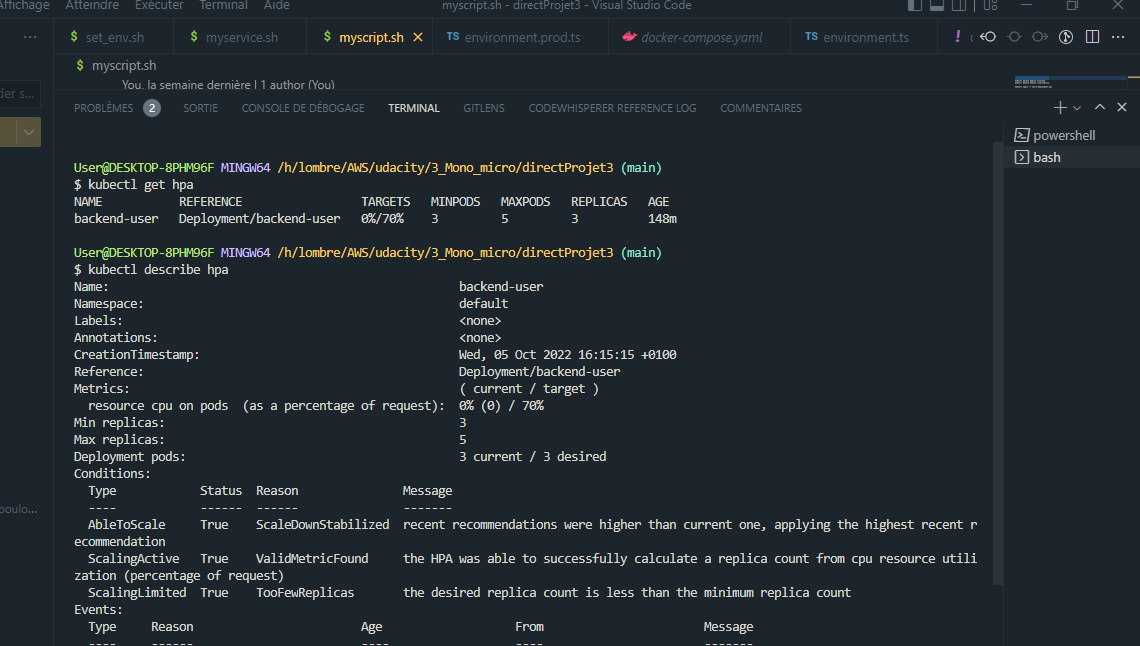 Affichage Atteindre Exécuter Terminal Aide myscript.sh - directProjet3 - Visual Studio Code
$ set_env.sh $ myservice.sh $ myscript.sh TS environment.prod.ts docker-compose.yaml TS environment.ts
$ myscript.sh
You, la semaine dernière | 1 author (You)
PROBLÈMES 2 SORTIE CONSOLE DE DÉBOGAGE TERMINAL GITLENS CODEWHISPERER REFERENCE LOG COMMENTAIRES
powershell
bash
User@DESKTOP-8PHM96F MINGW64 /h/lombre/AWS/udacity/3_Mono_micro/directProjet3 (main)
$ kubectl get hpa
NAME REFERENCE TARGETS MINPODS MAXPODS REPLICAS AGE
backend-user Deployment/backend-user 0%/70% 3 5 3 148m
User@DESKTOP-8PHM96F MINGW64 /h/lombre/AWS/udacity/3_Mono_micro/directProjet3 (main)
$ kubectl describe hpa
Name: backend-user
Namespace: default
Labels: <none>
Annotations: <none>
CreationTimestamp: Wed, 05 Oct 2022 16:15:15 +0100
Reference: Deployment/backend-user
Metrics: ( current / target )
resource cpu on pods (as a percentage of request): 0% (0) / 70%
Min replicas: 3
Max replicas: 5
Deployment pods: 3 current / 3 desired
Conditions:
Type Status Reason Message
---- ------ ------ -------
AbleToScale True ScaleDownStabilized recent recommendations were higher than current one, applying the highest recent r
ecommendation
ScalingActive True ValidMetricFound the HPA was able to successfully calculate a replica count from cpu resource utili
zation (percentage of request)
ScalingLimited True TooFewReplicas the desired replica count is less than the minimum replica count
Events:
Type Reason Age From Message
---- ------ ---- ---- -------